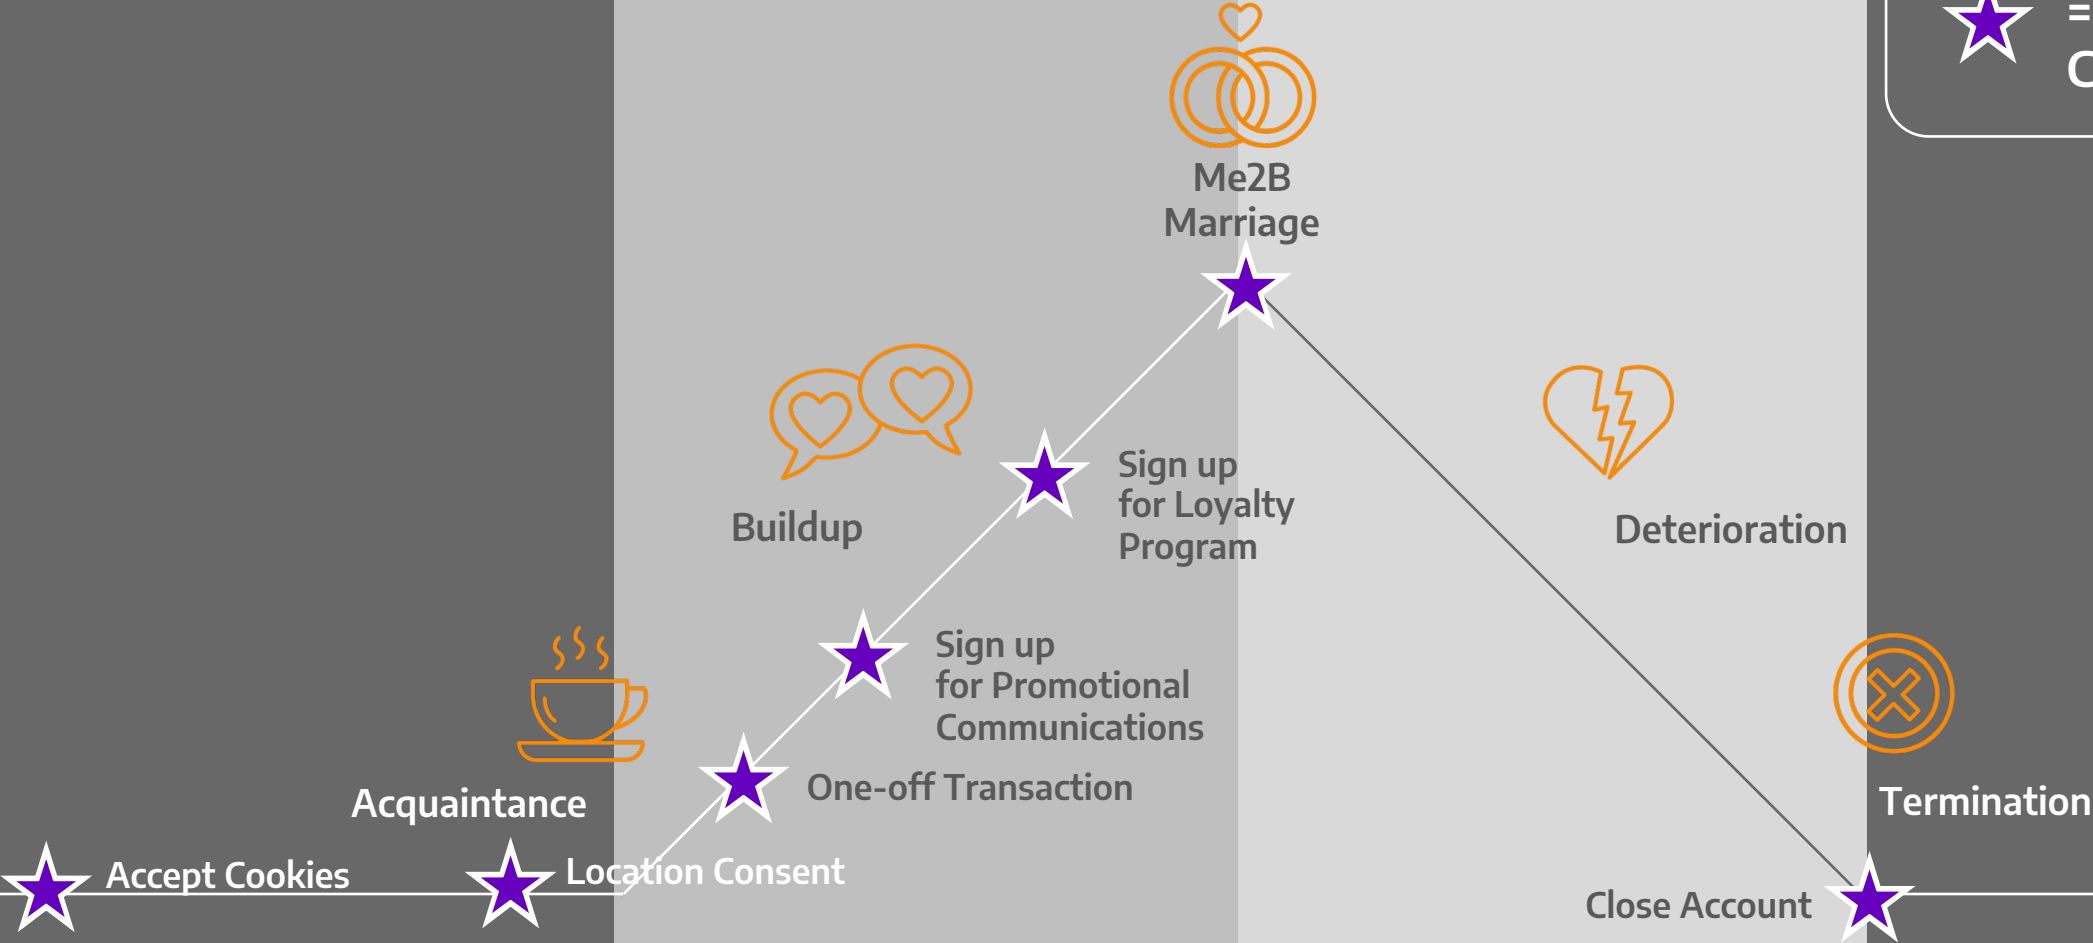 =
C
Me2B
Marriage
Sign up
for Loyalty
Program
Buildup
Deterioration
Sign up
for Promotional
Communications
One-off Transaction
Acquaintance
Termination
Accept Cookies
Location Consent
Close Account